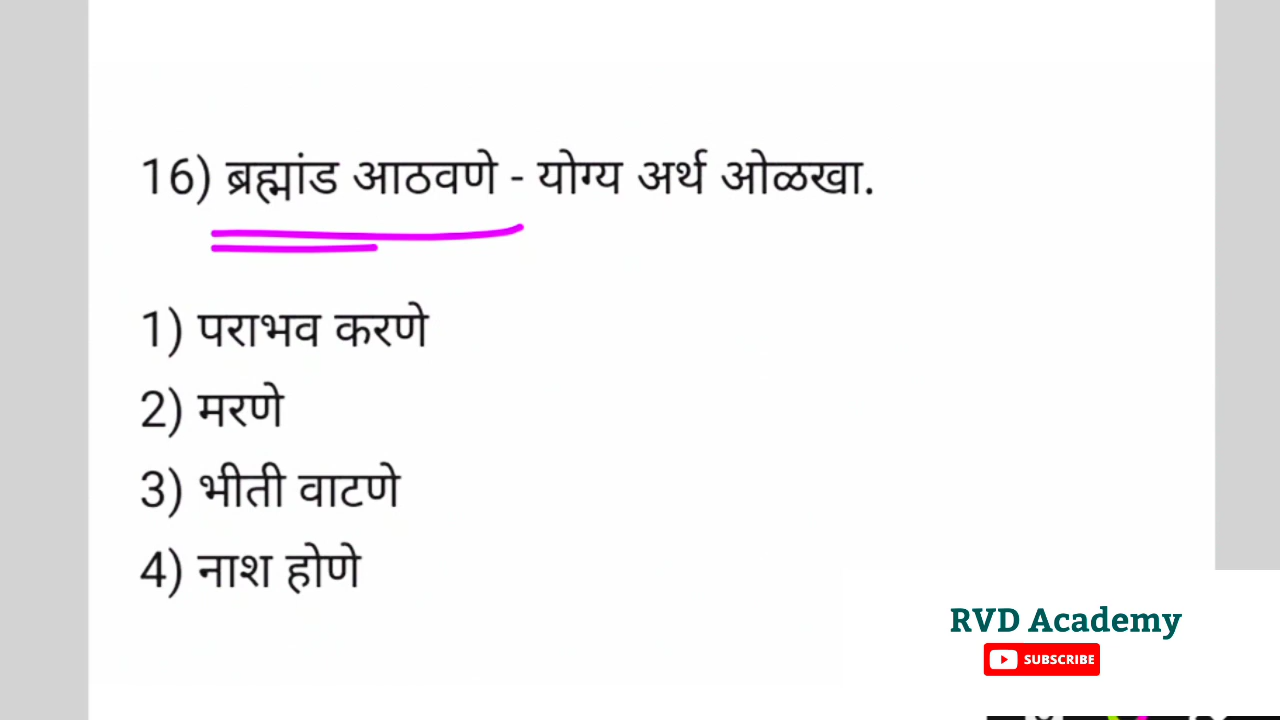 16) ब्रह्मांड आठवणे - योग्य अर्थ ओळखा.
1) पराभव करणे
2) मरणे
3) भीती वाटणे
4) नाश होणे
RVD Academy
SUBSCRIBE